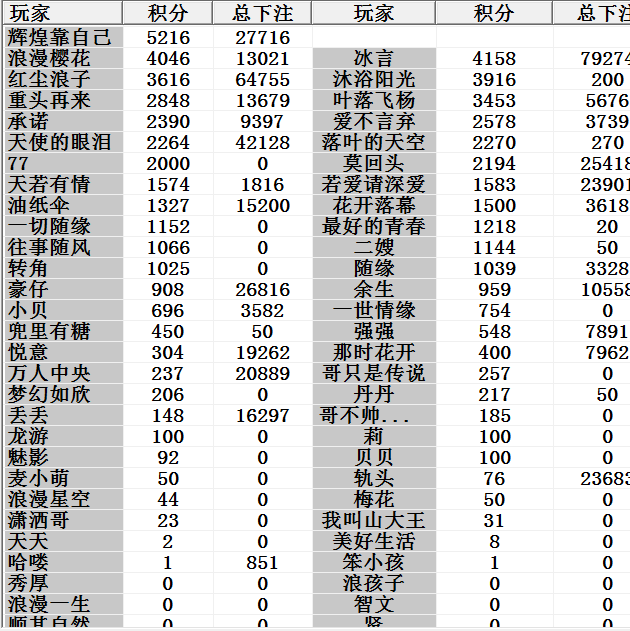 玩家 积分 总下注 玩家 积分 总下注
辉煌靠自己 5216 27716
浪漫樱花 4046 13021 冰言 4158 79274
红尘浪子 3616 64755 沐浴阳光 3916 200
重头再来 2848 13679 叶落飞杨 3453 5676
承诺 2390 9397 爱不言弃 2578 3739
天使的眼泪 2264 42128 落叶的天空 2270 270
77 2000 0 莫回头 2194 25418
天若有情 1574 1816 若爱请深爱 1583 23901
油纸伞 1327 15200 花开落幕 1500 3618
一切随缘 1152 0 最好的青春 1218 20
往事随风 1066 0 二嫂 1144 50
转角 1025 0 随缘 1039 3328
豪仔 908 26816 余生 959 10558
小贝 696 3582 一世情缘 754 0
兜里有糖 450 50 强强 548 7891
悦意 304 19262 那时花开 400 7962
万人中央 237 20889 哥只是传说 257 0
梦幻如欣 206 0 丹丹 217 50
丢丢 148 16297 哥不帅... 185 0
龙游 100 0 莉 100 0
魅影 92 0 贝贝 100 0
麦小萌 50 0 轨头 76 23683
浪漫星空 44 0 梅花 50 0
潇洒哥 23 0 我叫山大王 31 0
天天 2 0 美好生活 8 0
哈喽 1 851 笨小孩 1 0
秀厚 0 0 浪孩子 0 0
浪漫一生 0 0 智文 0 0
顺其自然 0 0 贤 0 0